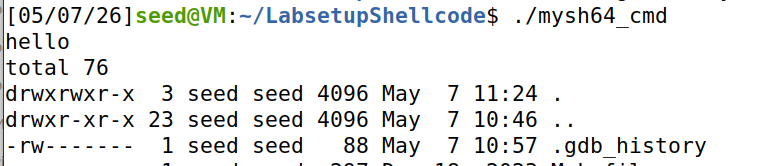 [05/07/26]seed@VM:~/LabsetupShellcode$ ./mysh64_cmd
hello
total 76
drwxrwxr-x  3 seed seed 4096 May  7 11:24 .
drwxr-xr-x 23 seed seed 4096 May  7 10:46 ..
-rw-------  1 seed seed   88 May  7 10:57 .gdb_history